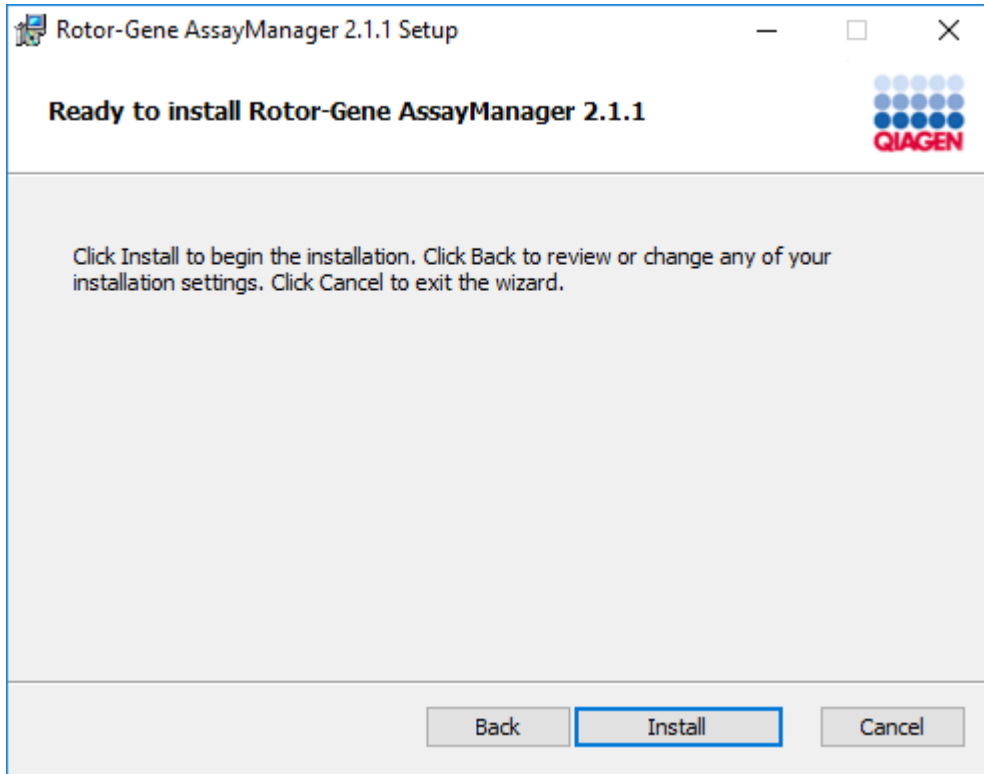 Rotor-Gene AssayManager 2.1.1 Setup
Ready to install Rotor-Gene AssayManager 2.1.1
QIAGEN
Click Install to begin the installation. Click Back to review or change any of your
installation settings. Click Cancel to exit the wizard.
Back Install Cancel